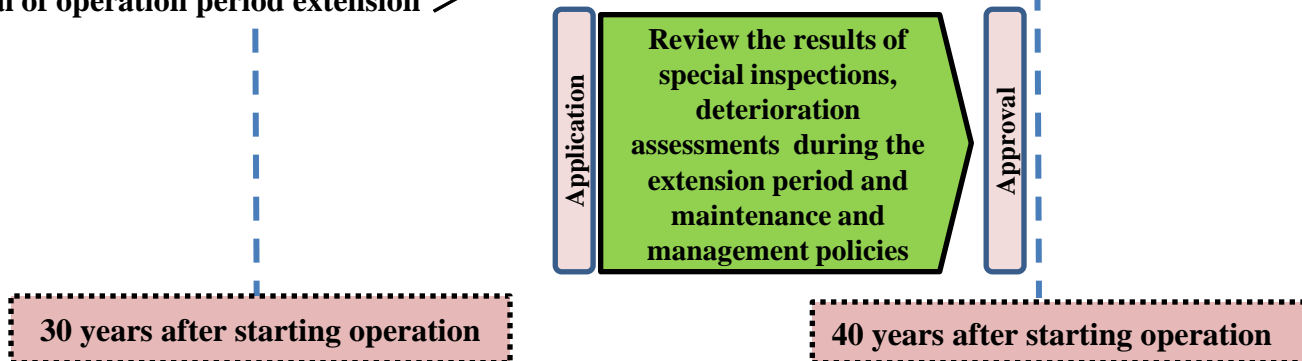 of operation period extension >
Application
Review the results of
special inspections,
deterioration
assessments during the
extension period and
maintenance and
management policies
Approval
30 years after starting operation
40 years after starting operation